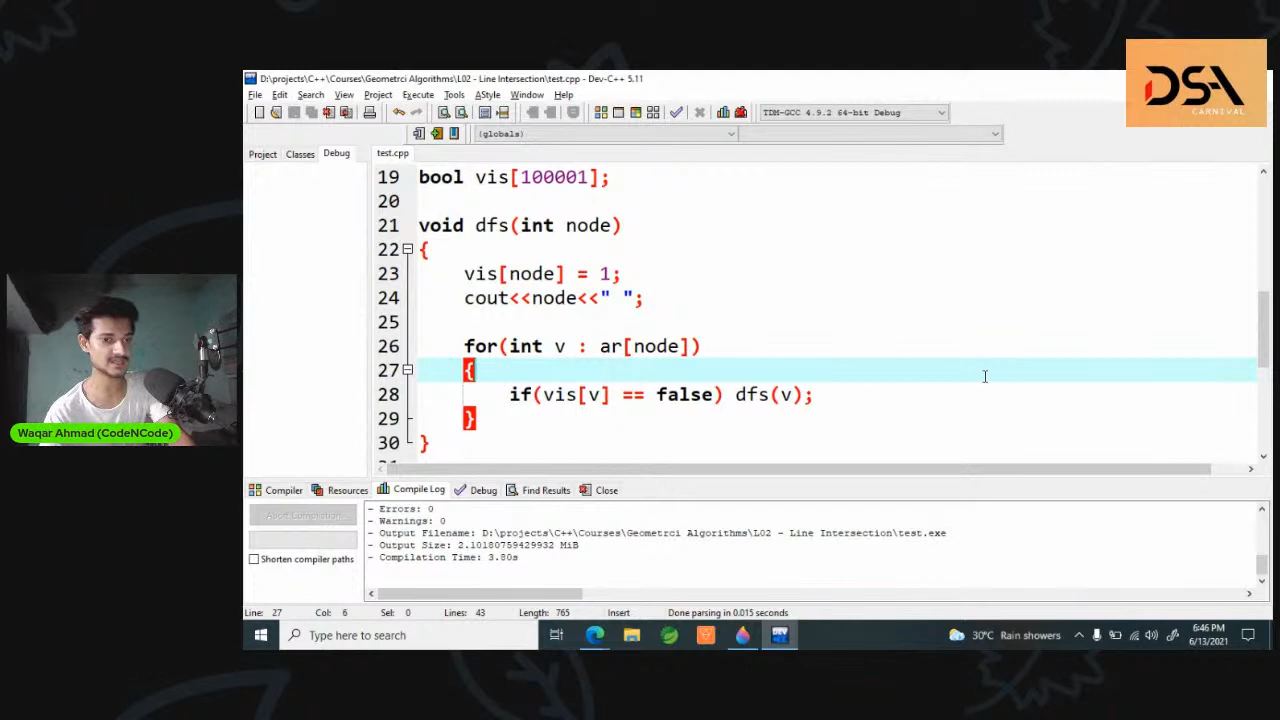 D:\projects\C++\Courses\Geometrci Algorithms\L02 - Line Intersection\test.cpp - Dev-C++ 5.11
DSA
CARNIVAL
File Edit Search View Project Execute Tools AStyle Window Help
TDM-GCC 4.9.2 64-bit Debug
(globals)
Project Classes Debug test.cpp
19 bool vis[100001];
20
21 void dfs(int node)
22 {
23 vis[node] = 1;
24 cout<<node<<" ";
25
26 for(int v : ar[node])
27 {
28 if(vis[v] == false) dfs(v);
29 }
30 }
Waqar Ahmad (CodeNCode)
Compiler Resources Compile Log Debug Find Results Close
Abort Compilation
Shorten compiler paths
- Errors: 0
- Warnings: 0
- Output Filename: D:\projects\C++\Courses\Geometrci Algorithms\L02 - Line Intersection\test.exe
- Output Size: 2.10180759429932 MiB
- Compilation Time: 3.80s
Line: 27 Col: 6 Sel: 0 Lines: 43 Length: 765 Insert Done parsing in 0.015 seconds
Type here to search
DEV
30°C Rain showers
6:46 PM
6/13/2021